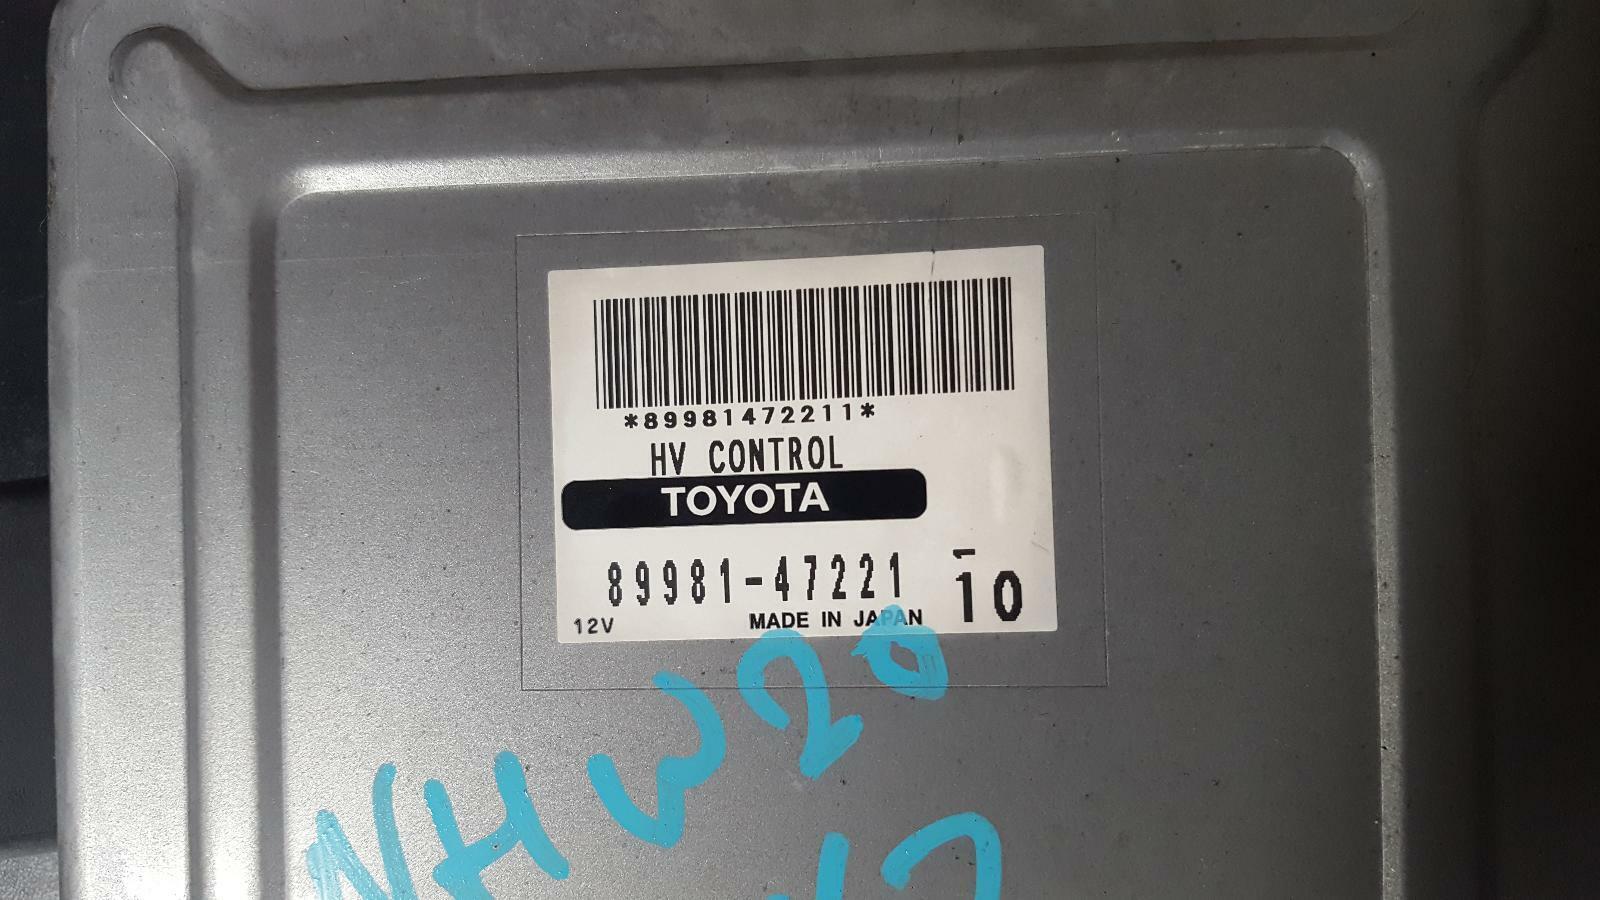 *89981472211*
HV CONTROL
TOYOTA
89981-47221
10
12V MADE IN JAPAN
NHW20